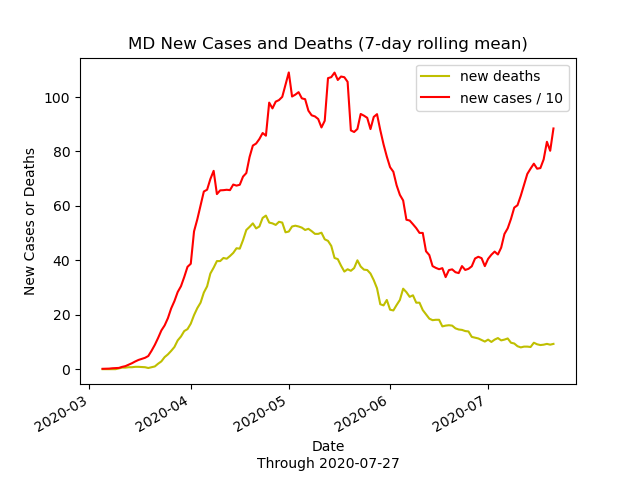 MD New Cases and Deaths (7-day rolling mean)
new deaths
new cases / 10
New Cases or Deaths
100
80
60
40
20
0
2020-03
2020-04
2020-05
2020-06
2020-07
Date
Through 2020-07-27